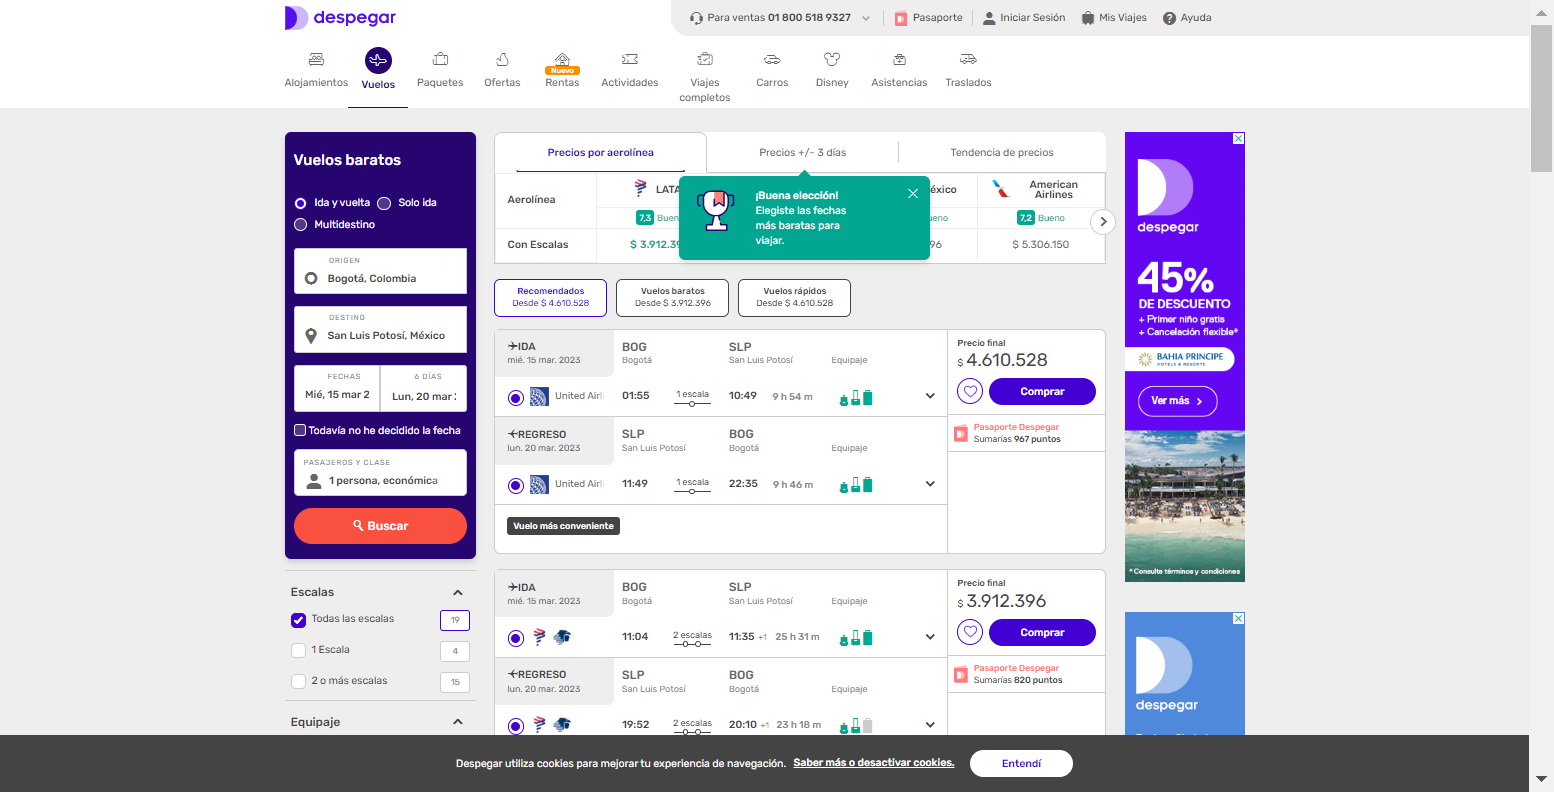 despegar
Para ventas 01 800 518 9327
Pasaporte
Iniciar Sesión
Mis Viajes
Ayuda
Alojamientos
Vuelos
Paquetes
Ofertas
Nuevo
Rentas
Actividades
Viajes
completos
Carros
Disney
Asistencias
Traslados
Vuelos baratos
Ida y vuelta
Solo ida
Multidestino
ORIGEN
Bogotá, Colombia
DESTINO
San Luis Potosí, México
FECHAS
6 DÍAS
Mié, 15 mar 2
Lun, 20 mar
Todavía no he decidido la fecha
PASAJEROS Y CLASE
1 persona, económica
Buscar
Escalas
Todas las escalas
19
1 Escala
4
2 o más escalas
15
Equipaje
Precios por aerolínea
Precios +/- 3 días
Tendencia de precios
Aerolínea
LATA
éxico
American
Airlines
7,3 Buen
ueno
7,2 Bueno
Con Escalas
$ 3.912.39
96
$ 5.306.150
¡Buena elección!
Elegiste las fechas
más baratas para
viajar.
Recomendados
Desde $ 4.610.528
Vuelos baratos
Desde $ 3.912.396
Vuelos rápidos
Desde $ 4.610.528
IDA
mié. 15 mar. 2023
BOG
Bogotá
SLP
San Luis Potosí
Equipaje
United Airl
01:55
1 escala
10:49
9 h 54 m
REGRESO
lun. 20 mar. 2023
SLP
San Luis Potosí
BOG
Bogotá
Equipaje
United Airl
11:49
1 escala
22:35
9 h 46 m
Vuelo más conveniente
Precio final
$ 4.610.528
Comprar
Pasaporte Despegar
Sumarías 967 puntos
IDA
mié. 15 mar. 2023
BOG
Bogotá
SLP
San Luis Potosí
Equipaje
11:04
2 escalas
11:35 +1
25 h 31 m
REGRESO
lun. 20 mar. 2023
SLP
San Luis Potosí
BOG
Bogotá
Equipaje
19:52
2 escalas
20:10 +1
23 h 18 m
Precio final
$ 3.912.396
Comprar
Pasaporte Despegar
Sumarías 820 puntos
despegar
45%
DE DESCUENTO
+ Primer niño gratis
+ Cancelación flexible*
BAHIA PRINCIPE
HOTELS & RESORTS
Ver más
*Consulte términos y condiciones
despegar
Despegar utiliza cookies para mejorar tu experiencia de navegación. Saber más o desactivar cookies.
Entendí